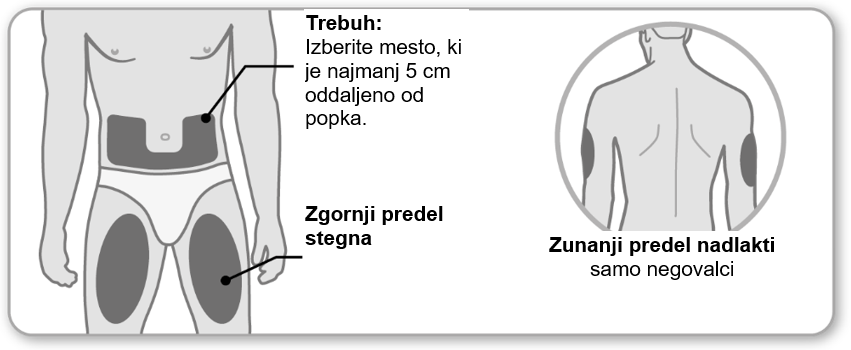 Trebuh:
Izberite mesto, ki
je najmanj 5 cm
oddaljeno od
popka.
Zgornji predel
stegna
Zunanji predel nadlakti
samo negovalci